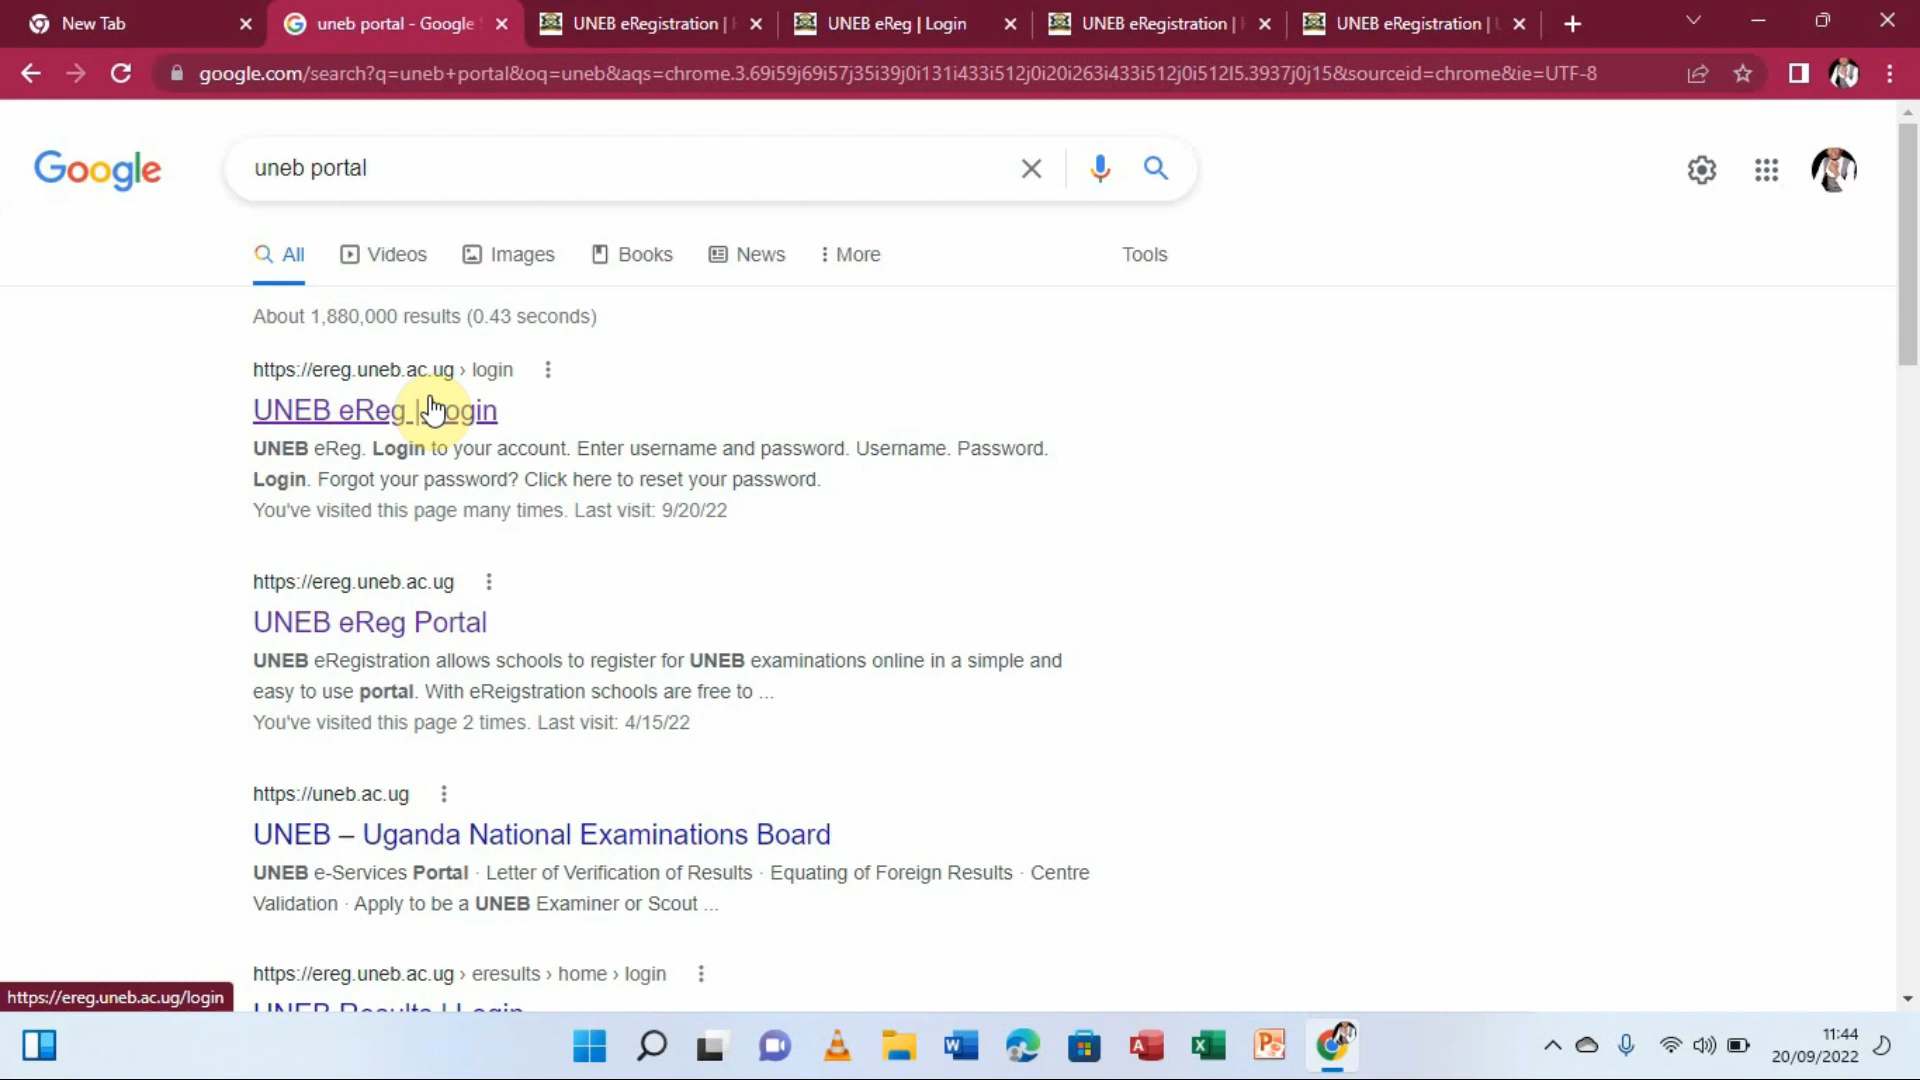 New Tab
uneb portal - Google
UNEB eRegistration |
UNEB eReg | Login
UNEB eRegistration |
UNEB eRegistration |
google.com/search?q=uneb+portal&oq=uneb&aqs=chrome.3.69i59j69i57j35i39j0i131i433i512j0i20i263i433i512j0i512l5.3937j0j15&sourceid=chrome&ie=UTF-8
Google
uneb portal
All
Videos
Images
Books
News
More
Tools
About 1,880,000 results (0.43 seconds)
https://ereg.uneb.ac.ug › login
UNEB eReg | Login
UNEB eReg. Login to your account. Enter username and password. Username. Password.
Login. Forgot your password? Click here to reset your password.
You've visited this page many times. Last visit: 9/20/22
https://ereg.uneb.ac.ug
UNEB eReg Portal
UNEB eRegistration allows schools to register for UNEB examinations online in a simple and
easy to use portal. With eReigstration schools are free to ...
You've visited this page 2 times. Last visit: 4/15/22
https://uneb.ac.ug
UNEB – Uganda National Examinations Board
UNEB e-Services Portal · Letter of Verification of Results · Equating of Foreign Results · Centre
Validation · Apply to be a UNEB Examiner or Scout ...
https://ereg.uneb.ac.ug › eresults › home › login
UNEB Results | Login
https://ereg.uneb.ac.ug/login
11:44
20/09/2022